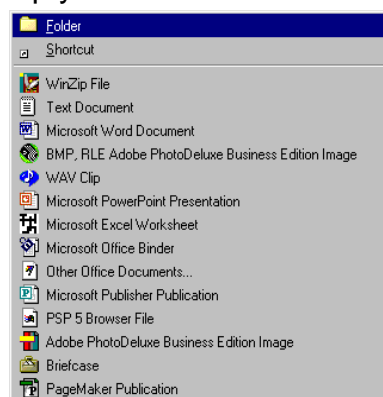 Folder
Shortcut
WinZip File
Text Document
Microsoft Word Document
BMP, RLE Adobe PhotoDeluxe Business Edition Image
WAV Clip
Microsoft PowerPoint Presentation
Microsoft Excel Worksheet
Microsoft Office Binder
Other Office Documents...
Microsoft Publisher Publication
PSP 5 Browser File
Adobe PhotoDeluxe Business Edition Image
Briefcase
PageMaker Publication